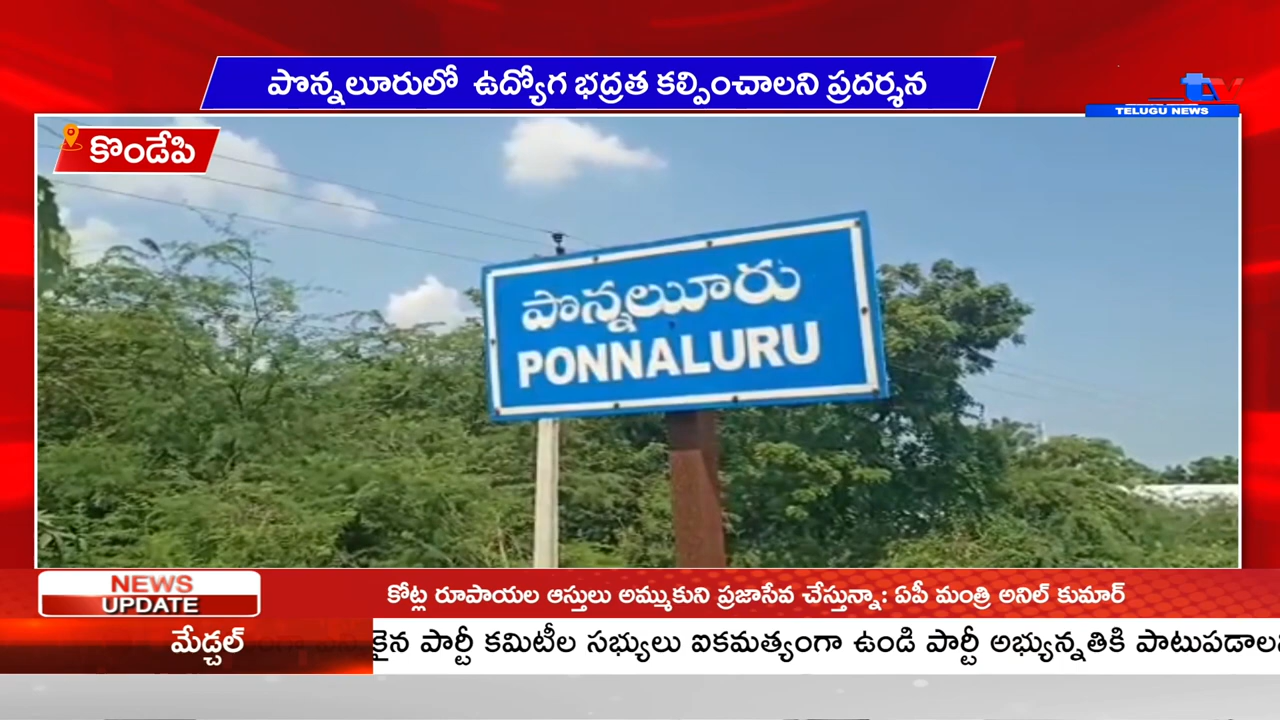 పొన్నలూరులో ఉద్యోగ భద్రత కల్పించాలని ప్రదర్శన
tv
TELUGU NEWS
కొండేపి
పొన్నలుూరు
PONNALURU
NEWS
UPDATE
కోట్ల రూపాయల ఆస్తులు అమ్ముకుని ప్రజాసేవ చేస్తున్నా: ఏపీ మంత్రి అనిల్ కుమార్
మేడ్చల్
కైన పార్టీ కమిటీల సభ్యులు ఐకమత్యంగా ఉండి పార్టీ అభ్యున్నతికి